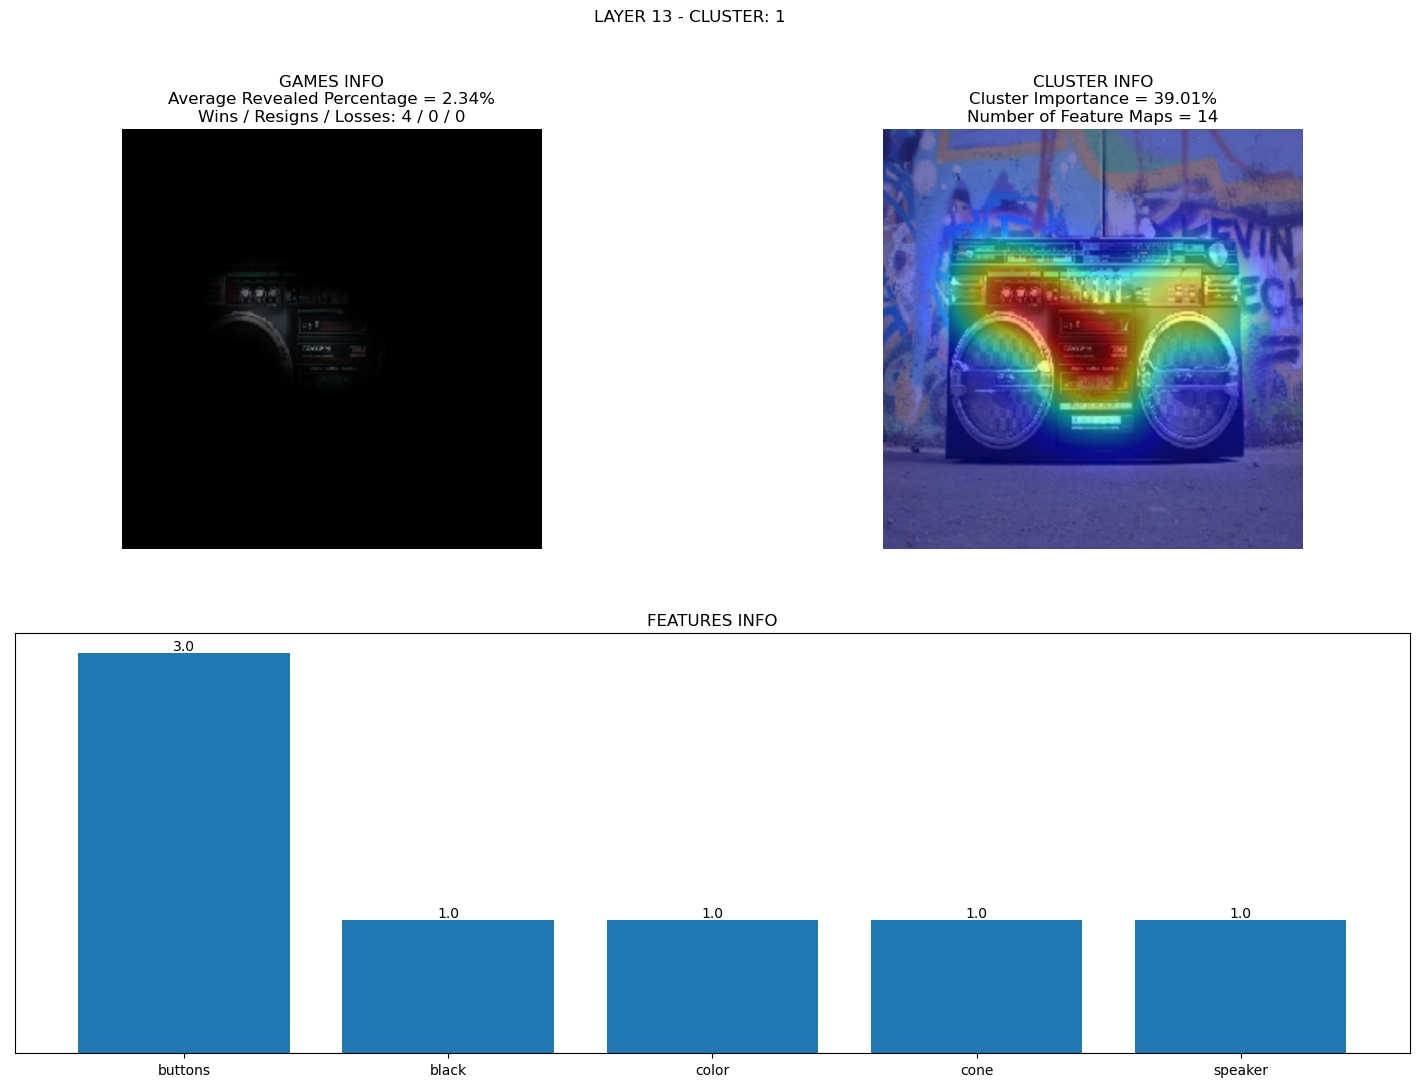 LAYER 13 - CLUSTER: 1
GAMES INFO
Average Revealed Percentage = 2.34%
Wins / Resigns / Losses: 4 / 0 / 0
CLUSTER INFO
Cluster Importance = 39.01%
Number of Feature Maps = 14
EVIN
FEATURES INFO
3.0
1.0
1.0
1.0
1.0
buttons
black
color
cone
speaker